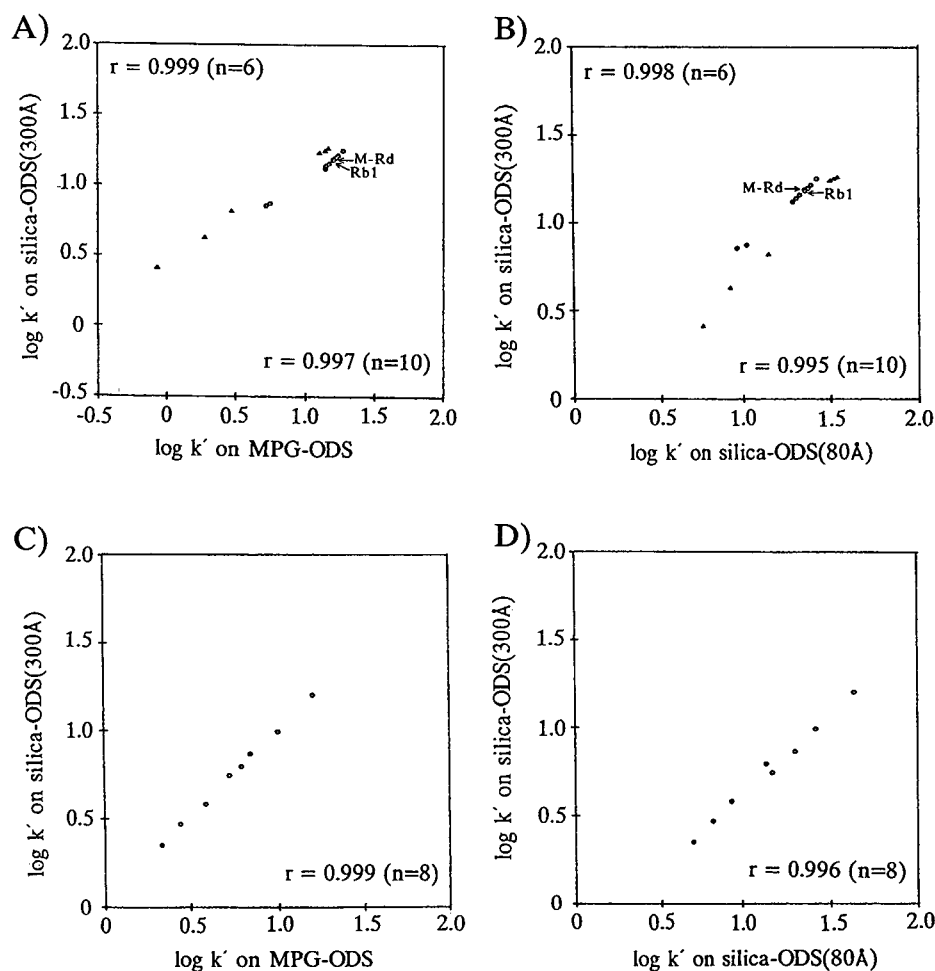 A)
2.0
1.5
1.0
0.5
0
-0.5
-0.5
0
0.5
1.0
1.5
2.0
r = 0.999 (n=6)
M-Rd
Rb1
r = 0.997 (n=10)
log k′ on silica-ODS(300Å)
log k′ on MPG-ODS
B)
2.0
1.5
1.0
0.5
0
0
0.5
1.0
1.5
2.0
r = 0.998 (n=6)
M-Rd
Rb1
r = 0.995 (n=10)
log k′ on silica-ODS(300Å)
log k′ on silica-ODS(80Å)
C)
2.0
1.5
1.0
0.5
0
0
0.5
1.0
1.5
2.0
r = 0.999 (n=8)
log k′ on silica-ODS(300Å)
log k′ on MPG-ODS
D)
2.0
1.5
1.0
0.5
0
0
0.5
1.0
1.5
2.0
r = 0.996 (n=8)
log k′ on silica-ODS(300Å)
log k′ on silica-ODS(80Å)